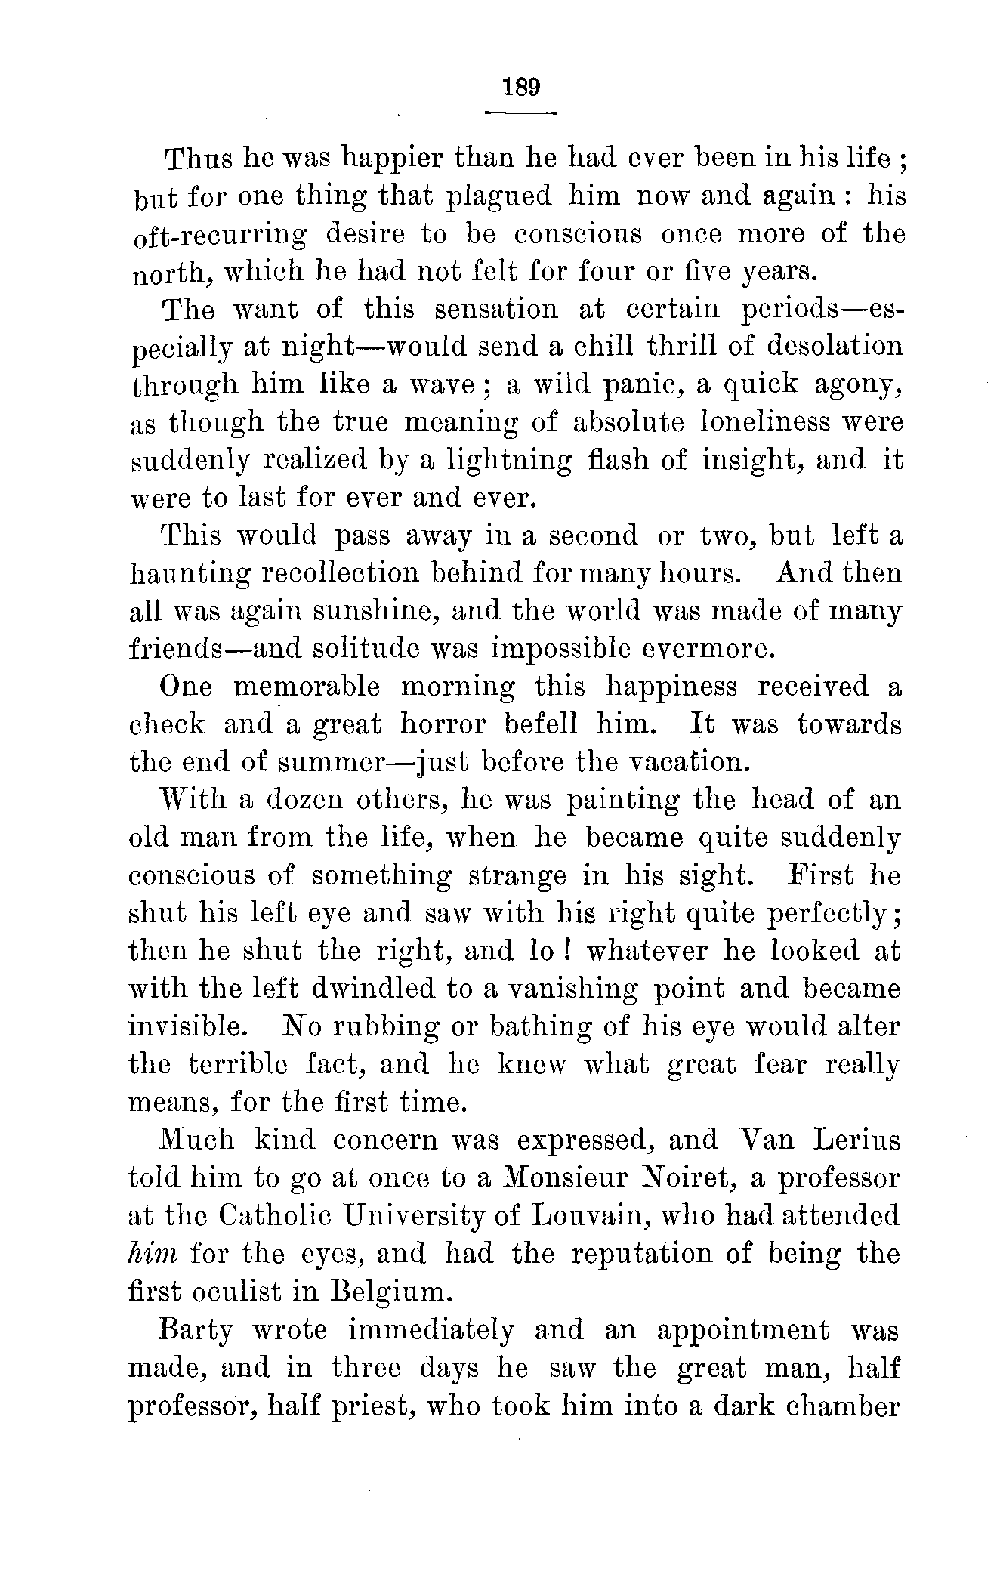 189
Thus he was happier than he had ever been in his life ;
but for one thing that plagued him now and again : his
oft-recurring desire to be conscious once more of the
north, which he had not felt for four or five years.
The want of this sensation at certain periods—es-
pecially at night—would send a chill thrill of desolation
through him like a wave ; a wild panic, a quick agony,
as though the true meaning of absolute loneliness were
suddenly realized by a lightning flash of insight, and it
were to last for ever and ever.
This would pass away in a second or two, but left a
haunting recollection behind for many hours. And then
all was again sunshine, and the world was made of many
friends—and solitude was impossible evermore.
One memorable morning this happiness received a
check and a great horror befell him. It was towards
the end of summer—just before the vacation.
With a dozen others, he was painting the head of an
old man from the life, when he became quite suddenly
conscious of something strange in his sight. First he
shut his left eye and saw with his right quite perfectly ;
then he shut the right, and lo ! whatever he looked at
with the left dwindled to a vanishing point and became
invisible. No rubbing or bathing of his eye would alter
the terrible fact, and he knew what great fear really
means, for the first time.
Much kind concern was expressed, and Van Lerius
told him to go at once to a Monsieur Noiret, a professor
at the Catholic University of Louvain, who had attended
him for the eyes, and had the reputation of being the
first oculist in Belgium.
Barty wrote immediately and an appointment was
made, and in three days he saw the great man, half
professor, half priest, who took him into a dark chamber